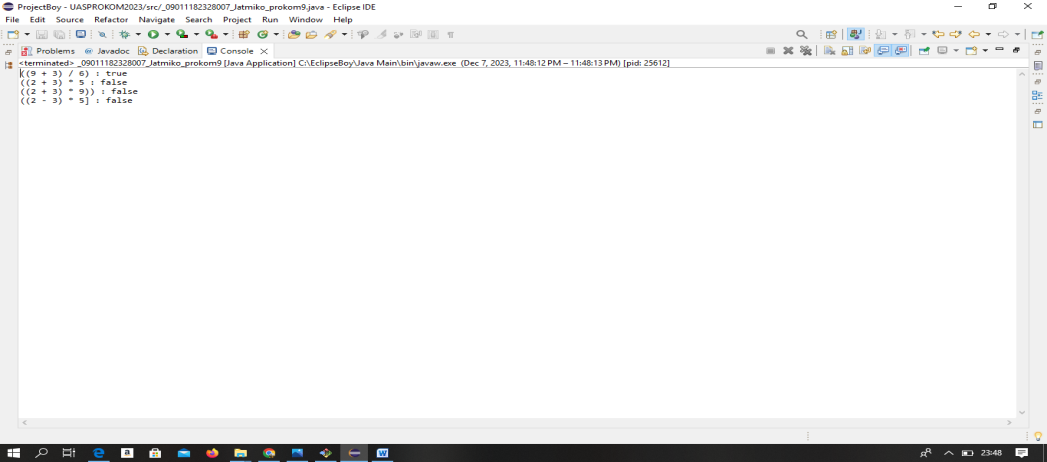 ProjectBoy - UASPROKOM2023/src/_09011182328007_Jatmiko_prokom9.java - Eclipse IDE
File Edit Source Refactor Navigate Search Project Run Window Help
Problems @ Javadoc Declaration Console
<terminated> _09011182328007_Jatmiko_prokom9 [Java Application] C:\EclipseBoy\Java Main\bin\javaw.exe (Dec 7, 2023, 11:48:12 PM – 11:48:13 PM) [pid: 25612]
((9 + 3) / 6) : true
((2 + 3) * 5 : false
((2 + 3) * 9)) : false
((2 - 3) * 5] : false
23:48